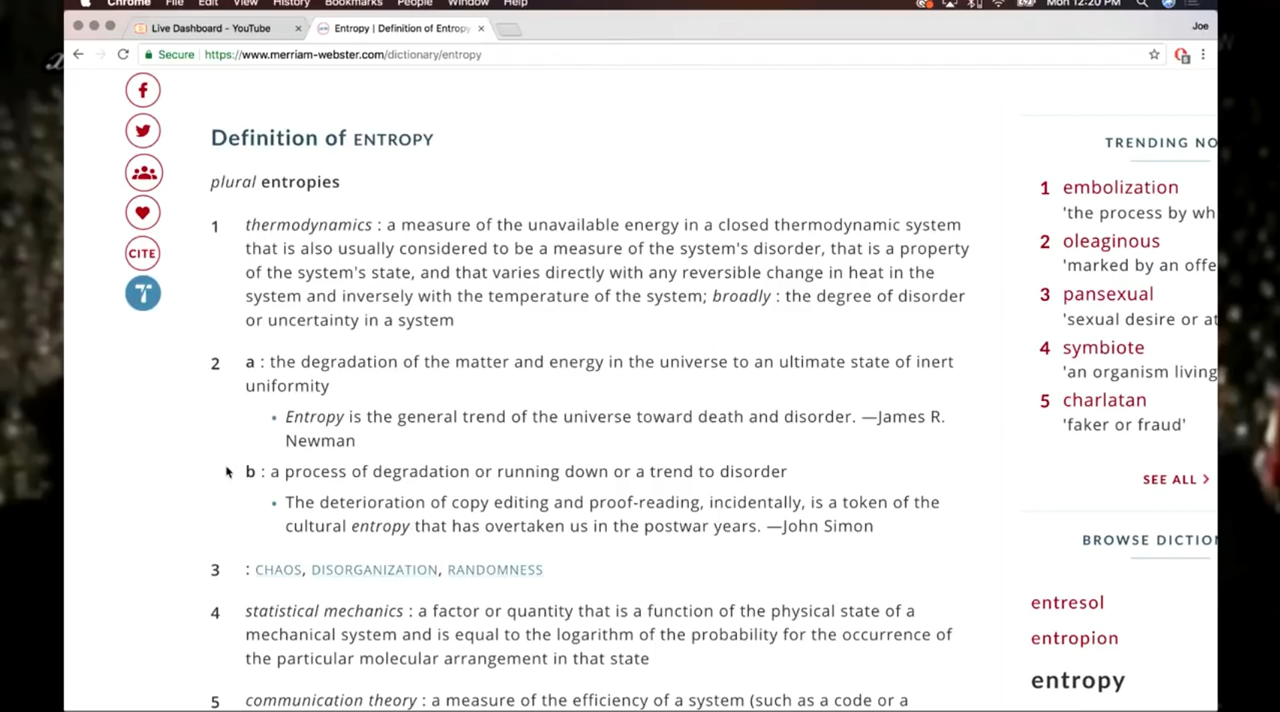 Chrome File Edit View History Bookmarks People Window Help Mon 12:20 PM
Live Dashboard - YouTube
Entropy | Definition of Entropy
Joe
Secure https://www.merriam-webster.com/dictionary/entropy
Definition of ENTROPY
plural entropies
1 thermodynamics : a measure of the unavailable energy in a closed thermodynamic system
that is also usually considered to be a measure of the system's disorder, that is a property
of the system's state, and that varies directly with any reversible change in heat in the
system and inversely with the temperature of the system; broadly : the degree of disorder
or uncertainty in a system
2 a : the degradation of the matter and energy in the universe to an ultimate state of inert
uniformity
• Entropy is the general trend of the universe toward death and disorder. —James R.
Newman
b : a process of degradation or running down or a trend to disorder
• The deterioration of copy editing and proof-reading, incidentally, is a token of the
cultural entropy that has overtaken us in the postwar years. —John Simon
3 : CHAOS, DISORGANIZATION, RANDOMNESS
4 statistical mechanics : a factor or quantity that is a function of the physical state of a
mechanical system and is equal to the logarithm of the probability for the occurrence of
the particular molecular arrangement in that state
5 communication theory : a measure of the efficiency of a system (such as a code or a
CITE
TRENDING NO
1 embolization
'the process by wh
2 oleaginous
'marked by an offe
3 pansexual
'sexual desire or at
4 symbiote
'an organism living
5 charlatan
'faker or fraud'
SEE ALL >
BROWSE DICTION
entresol
entropion
entropy